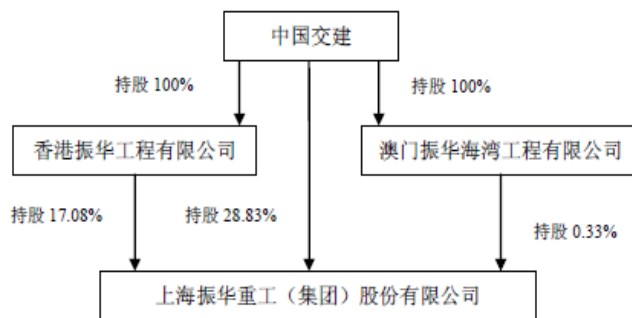 中国交建
持股 100%
持股 100%
香港振华工程有限公司
澳门振华海湾工程有限公司
持股 17.08%
持股 28.83%
持股 0.33%
上海振华重工（集团）股份有限公司